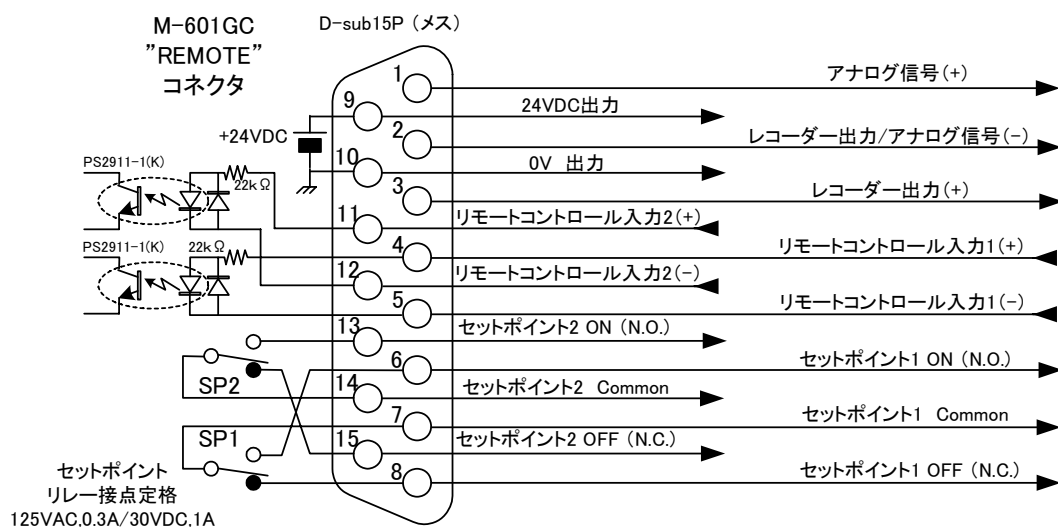 M-601GC
”REMOTE”
コネクタ
D-sub15P (メス)
1
アナログ信号(+)
9
24VDC出力
+24VDC
2
レコーダー出力/アナログ信号(-)
10
0V 出力
PS2911-1(K)
22kΩ
3
レコーダー出力(+)
11
リモートコントロール入力2(+)
4
リモートコントロール入力1(+)
PS2911-1(K)
22kΩ
12
リモートコントロール入力2(-)
5
リモートコントロール入力1(-)
13
セットポイント2 ON (N.O.)
6
セットポイント1 ON (N.O.)
SP2
14
セットポイント2 Common
7
セットポイント1 Common
SP1
15
セットポイント2 OFF (N.C.)
8
セットポイント1 OFF (N.C.)
セットポイント
リレー接点定格
125VAC,0.3A/30VDC,1A